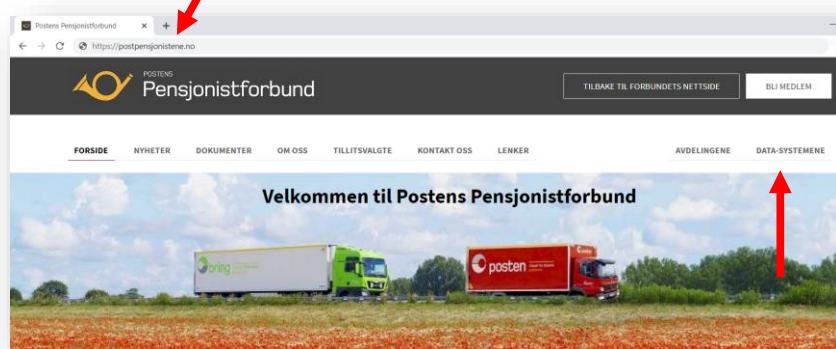 Postens Pensjonistforbund
https://postpensjonistene.no
POSTENS
Pensjonistforbund
TILBAKE TIL FORBUNDETS NETTSIDE
BLI MEDLEM
FORSIDE NYHETER DOKUMENTER OM OSS TILLITSVALGTE KONTAKT OSS LENKER AVDELINGENE DATA-SYSTEMENE
Velkommen til Postens Pensjonistforbund
bring
posten